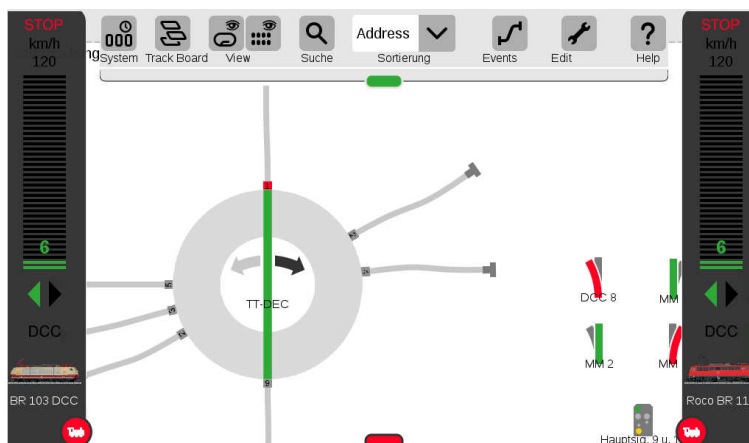 STOP
km/h
120
6
DCC
BR 103 DCC
System
Track Board
View
Suche
Address
Sortierung
Events
Edit
?
Help
TT-DEC
DCC 8
MM
MM 2
MM
Hauptsig. 9 u. 1
STOP
km/h
120
6
DCC
Roco BR 11